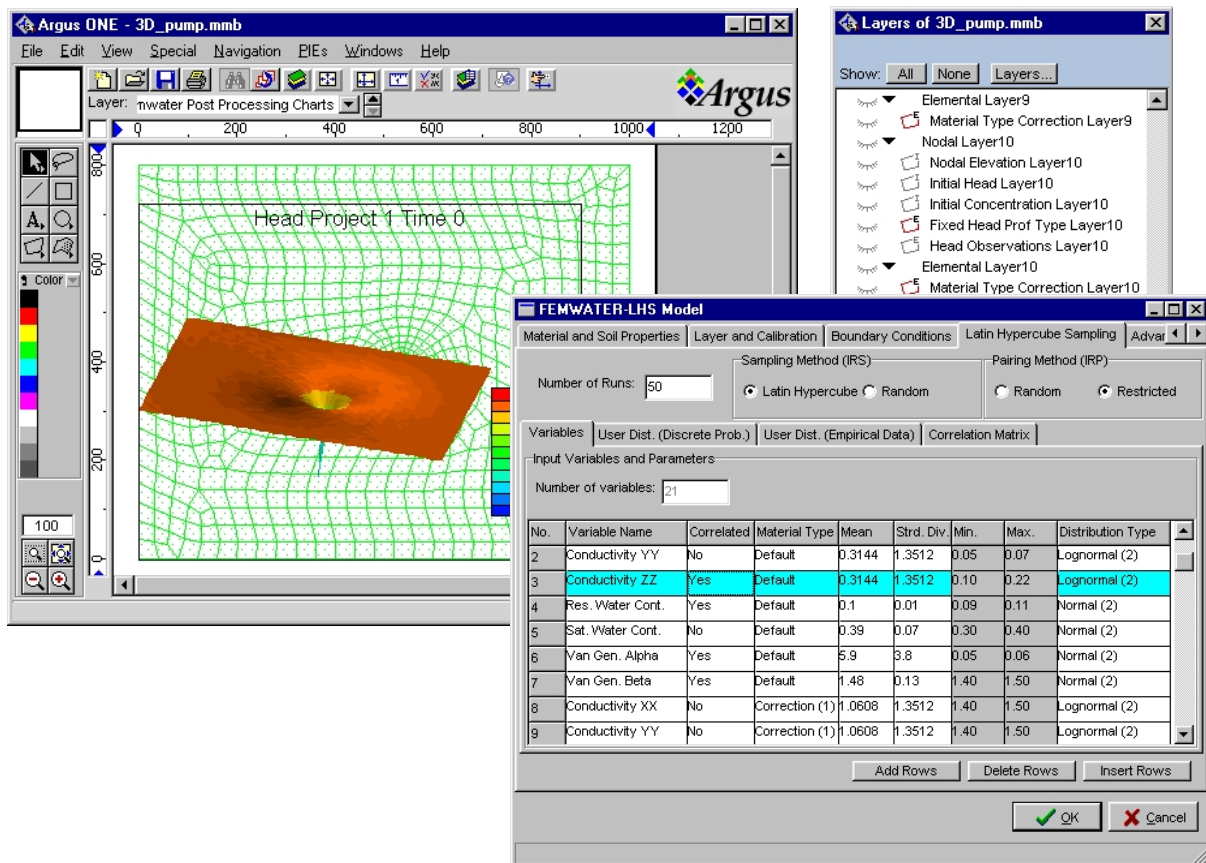 Argus ONE - 3D_pump.mmb
File Edit View Special Navigation PIEs Windows Help
Layer: nwater Post Processing Charts
Argus
0 200 400 600 800 1000 1200
800
600
400
200
0
Head Project 1 Time 0
A
Color
100
Layers of 3D_pump.mmb
Show: All None Layers...
Elemental Layer9
E Material Type Correction Layer9
Nodal Layer10
Nodal Elevation Layer10
Initial Head Layer10
Initial Concentration Layer10
E Fixed Head Prof Type Layer10
Head Observations Layer10
Elemental Layer10
E Material Type Correction Layer10
FEMWATER-LHS Model
Material and Soil Properties Layer and Calibration Boundary Conditions Latin Hypercube Sampling Advar
Sampling Method (IRS) Pairing Method (IRP)
Number of Runs: 50 Latin Hypercube Random Random Restricted
Variables User Dist. (Discrete Prob.) User Dist. (Empirical Data) Correlation Matrix
Input Variables and Parameters
Number of variables: 21
No. Variable Name Correlated Material Type Mean Strd. Div. Min. Max. Distribution Type
2 Conductivity YY No Default 0.3144 1.3512 0.05 0.07 Lognormal (2)
3 Conductivity ZZ Yes Default 0.3144 1.3512 0.10 0.22 Lognormal (2)
4 Res. Water Cont. Yes Default 0.1 0.01 0.09 0.11 Normal (2)
5 Sat. Water Cont. No Default 0.39 0.07 0.30 0.40 Normal (2)
6 Van Gen. Alpha Yes Default 5.9 3.8 0.05 0.06 Normal (2)
7 Van Gen. Beta Yes Default 1.48 0.13 1.40 1.50 Normal (2)
8 Conductivity XX No Correction (1) 1.0608 1.3512 1.40 1.50 Lognormal (2)
9 Conductivity YY No Correction (1) 1.0608 1.3512 1.40 1.50 Lognormal (2)
Add Rows Delete Rows Insert Rows
OK Cancel